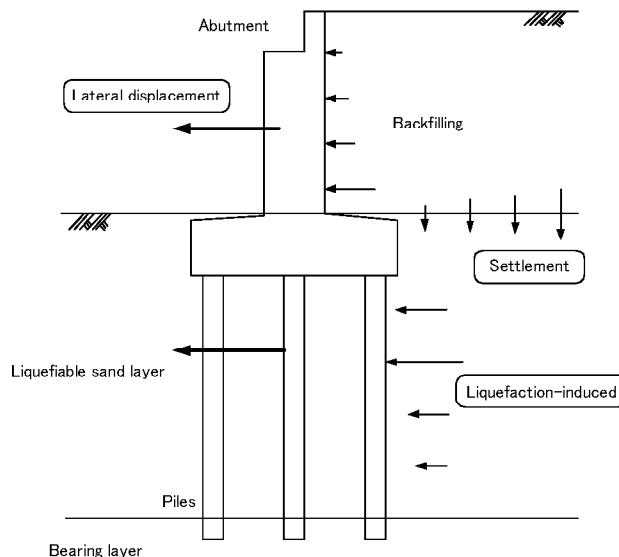 Abutment
Lateral displacement
Backfilling
Settlement
Liquefiable sand layer
Liquefaction-induced
Piles
Bearing layer